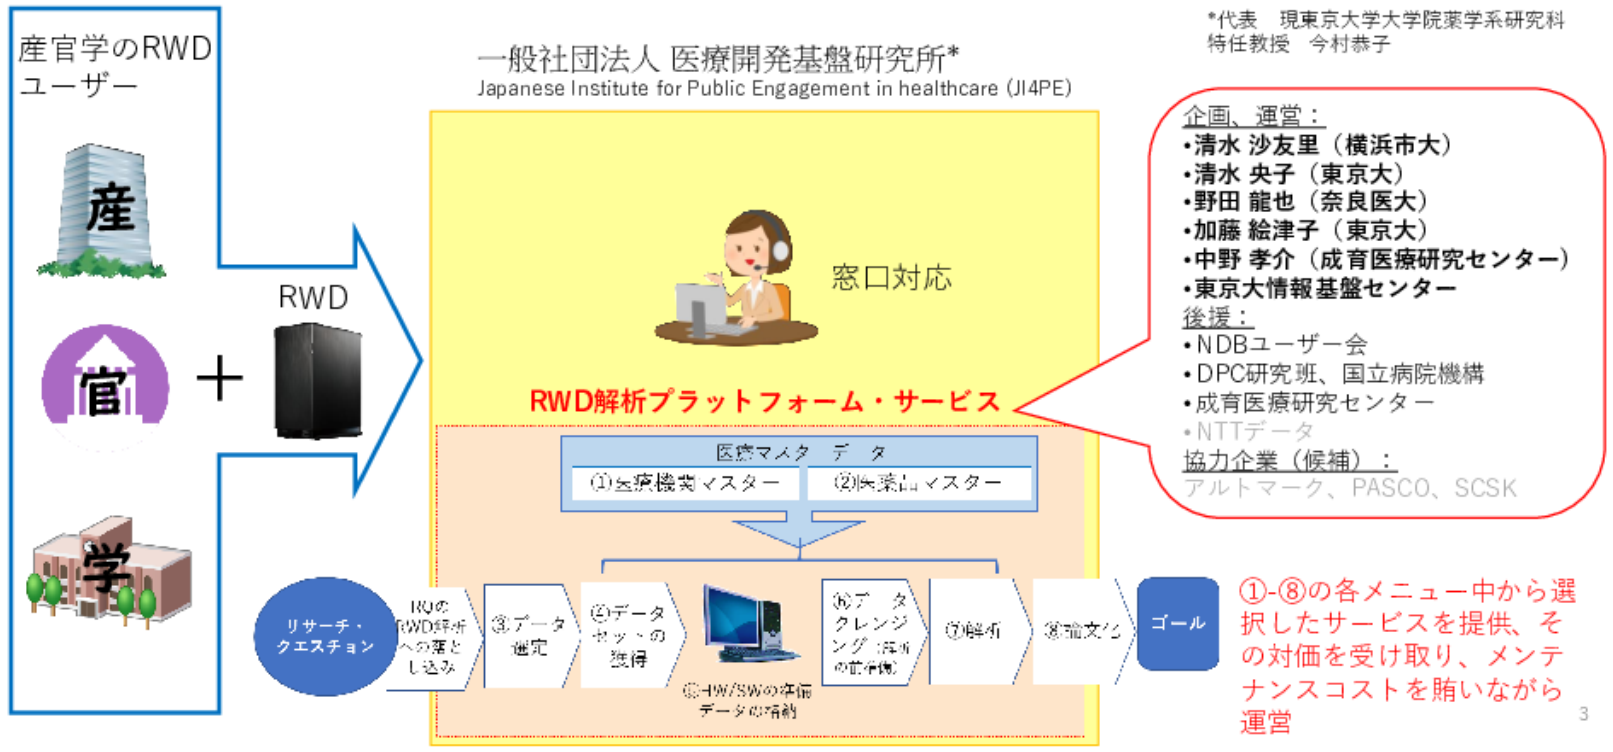 *代表　現東京大学大学院薬学系研究科
特任教授　今村恭子
産官学のRWD
ユーザー
産
官
学
RWD
一般社団法人 医療開発基盤研究所*
Japanese Institute for Public Engagement in healthcare (JI4PE)
窓口対応
RWD解析プラットフォーム・サービス
医療マスターデータ
①医療機関マスター
②医薬品マスター
リサーチ・
クエスチョン
RQの
RWD解析
への落と
し込み
③データ
選定
④データ
セットの
獲得
⑤HW/SWの準備
データの格納
⑥データ
クレンジ
ング（解析
の前準備）
⑦解析
⑧論文化
ゴール
企画、運営：
•清水 沙友里（横浜市大）
•清水 央子（東京大）
•野田 龍也（奈良医大）
•加藤 絵津子（東京大）
•中野 孝介（成育医療研究センター）
•東京大情報基盤センター
後援：
•NDBユーザー会
•DPC研究班、国立病院機構
•成育医療研究センター
•NTTデータ
協力企業（候補）：
アルトマーク、PASCO、SCSK
①-⑧の各メニュー中から選
択したサービスを提供、そ
の対価を受け取り、メンテ
ナンスコストを賄いながら
運営
3